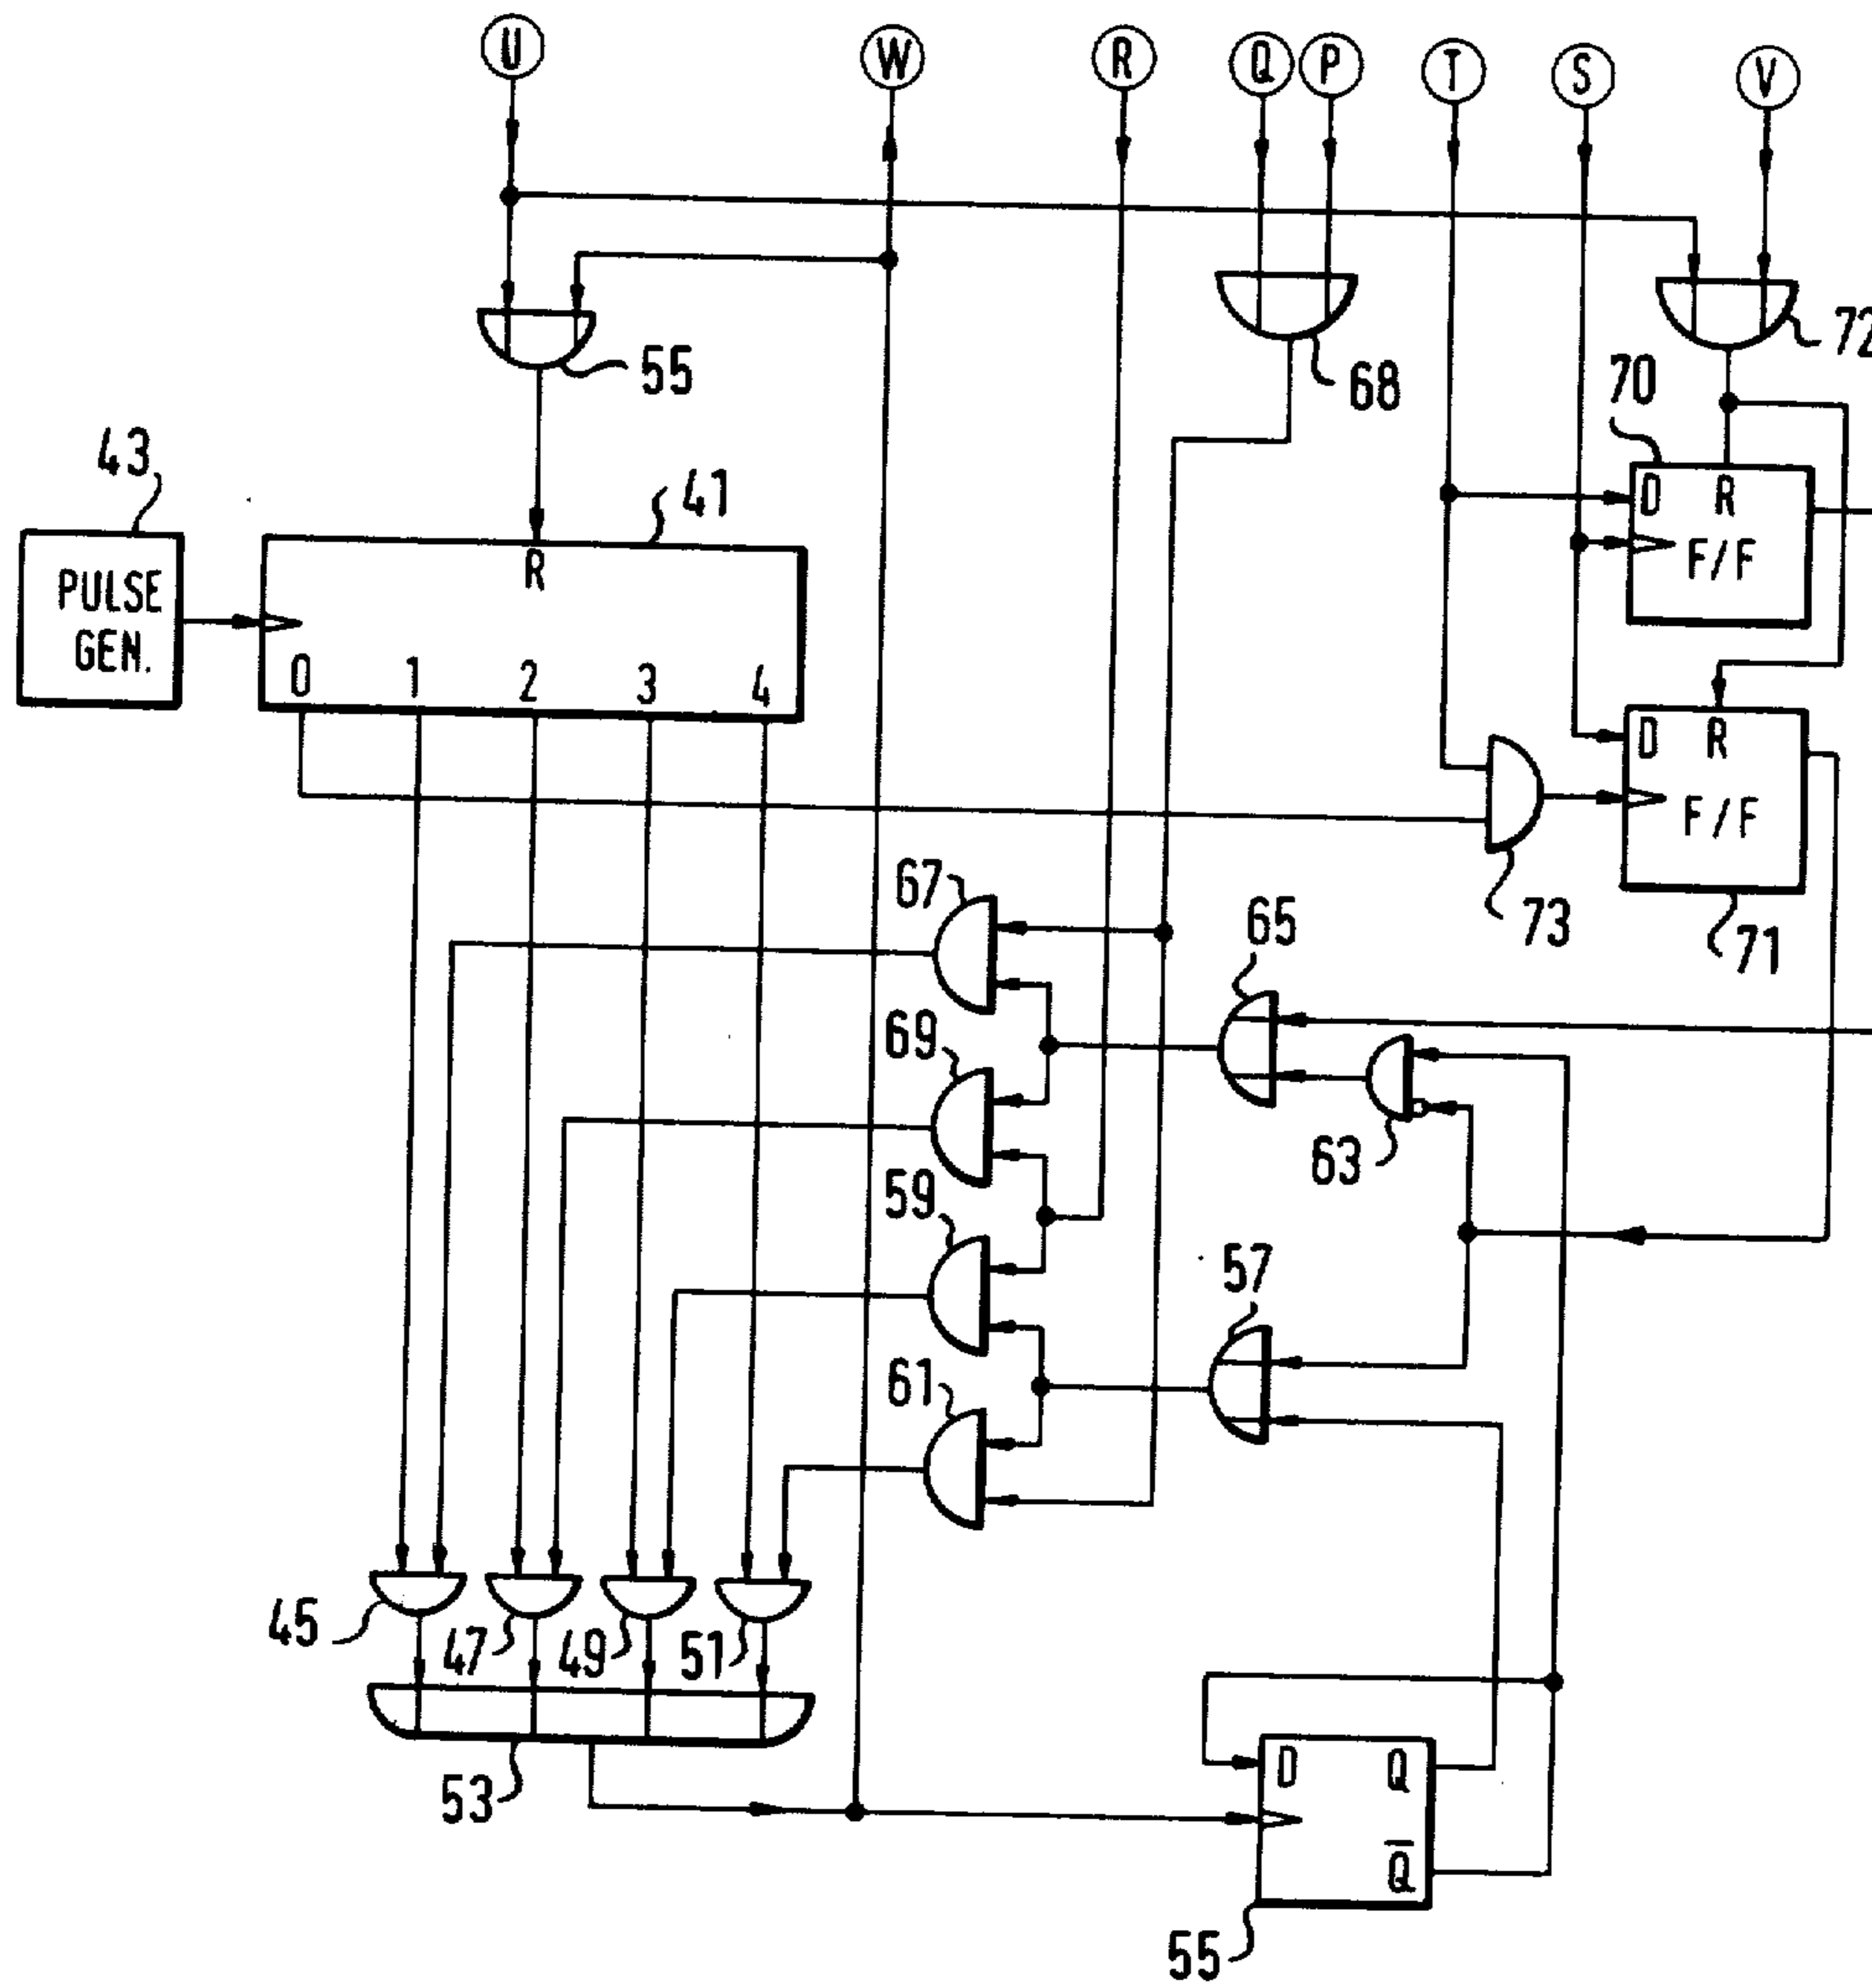 U W R Q P T S V
55
68
72
70
D R
F/F
43
41
PULSE
GEN.
R
0 1 2 3 4
D R
F/F
73
71
67
65
69
63
59
57
61
45
47
49
51
53
D Q
Q̅
55